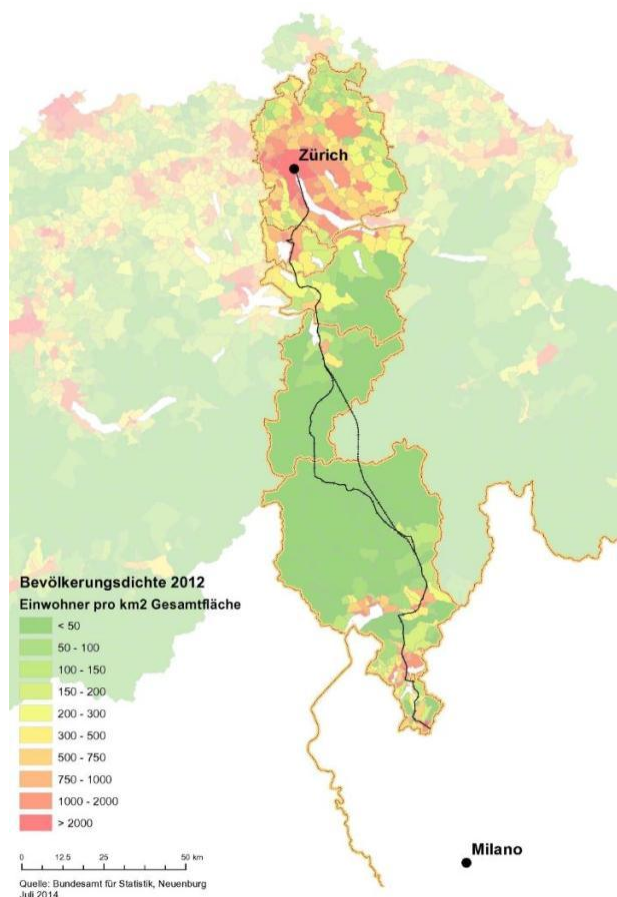 Zürich
Bevölkerungsdichte 2012
Einwohner pro km2 Gesamtfläche
< 50
50 - 100
100 - 150
150 - 200
200 - 300
300 - 500
500 - 750
750 - 1000
1000 - 2000
> 2000
0 12.5 25 50 km
Milano
Quelle: Bundesamt für Statistik, Neuenburg
Juli 2014